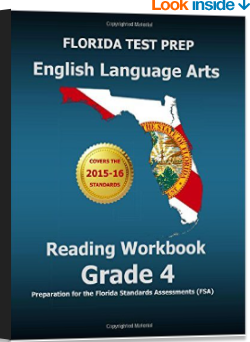 Look inside
FLORIDA TEST PREP
English Language Arts
COVERS THE
2015-16
STANDARDS
Reading Workbook
Grade 4
Preparation for the Florida Standards Assessments (FSA)